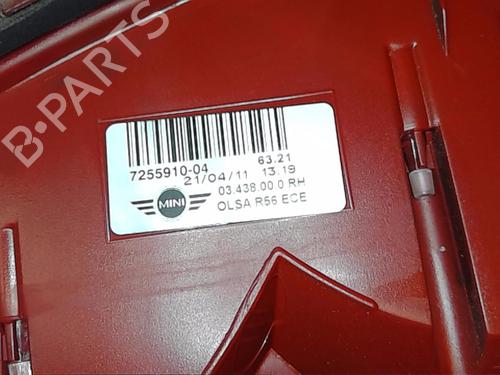 B-PARTS
7255910-04 63.21
21/04/11 13.19
03.438.00.0 RH
MINI
OLSA R56 ECE